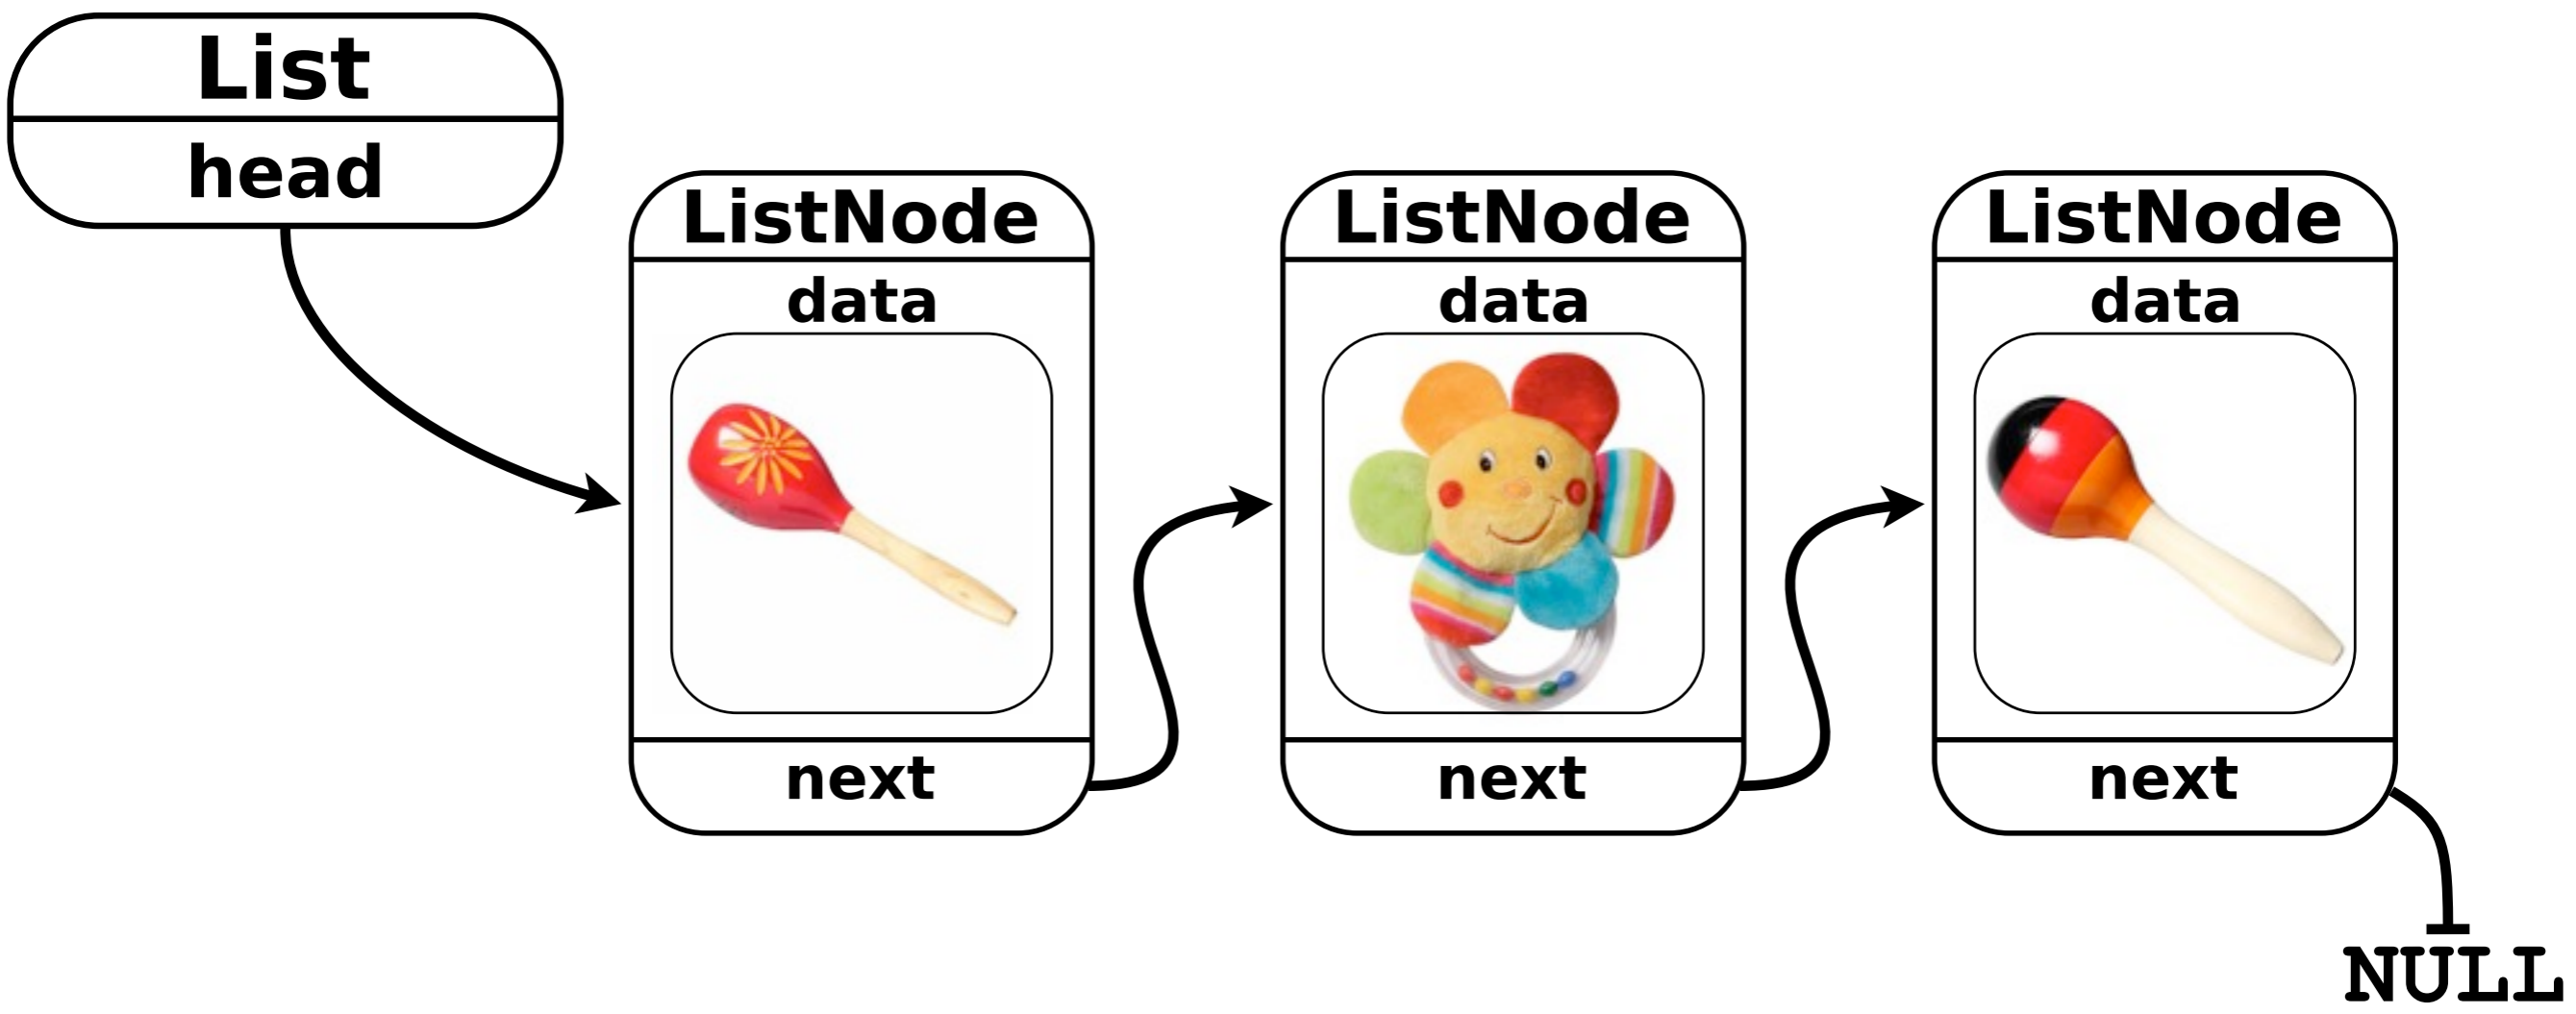 List
head
ListNode
data
next
ListNode
data
next
ListNode
data
next
NULL